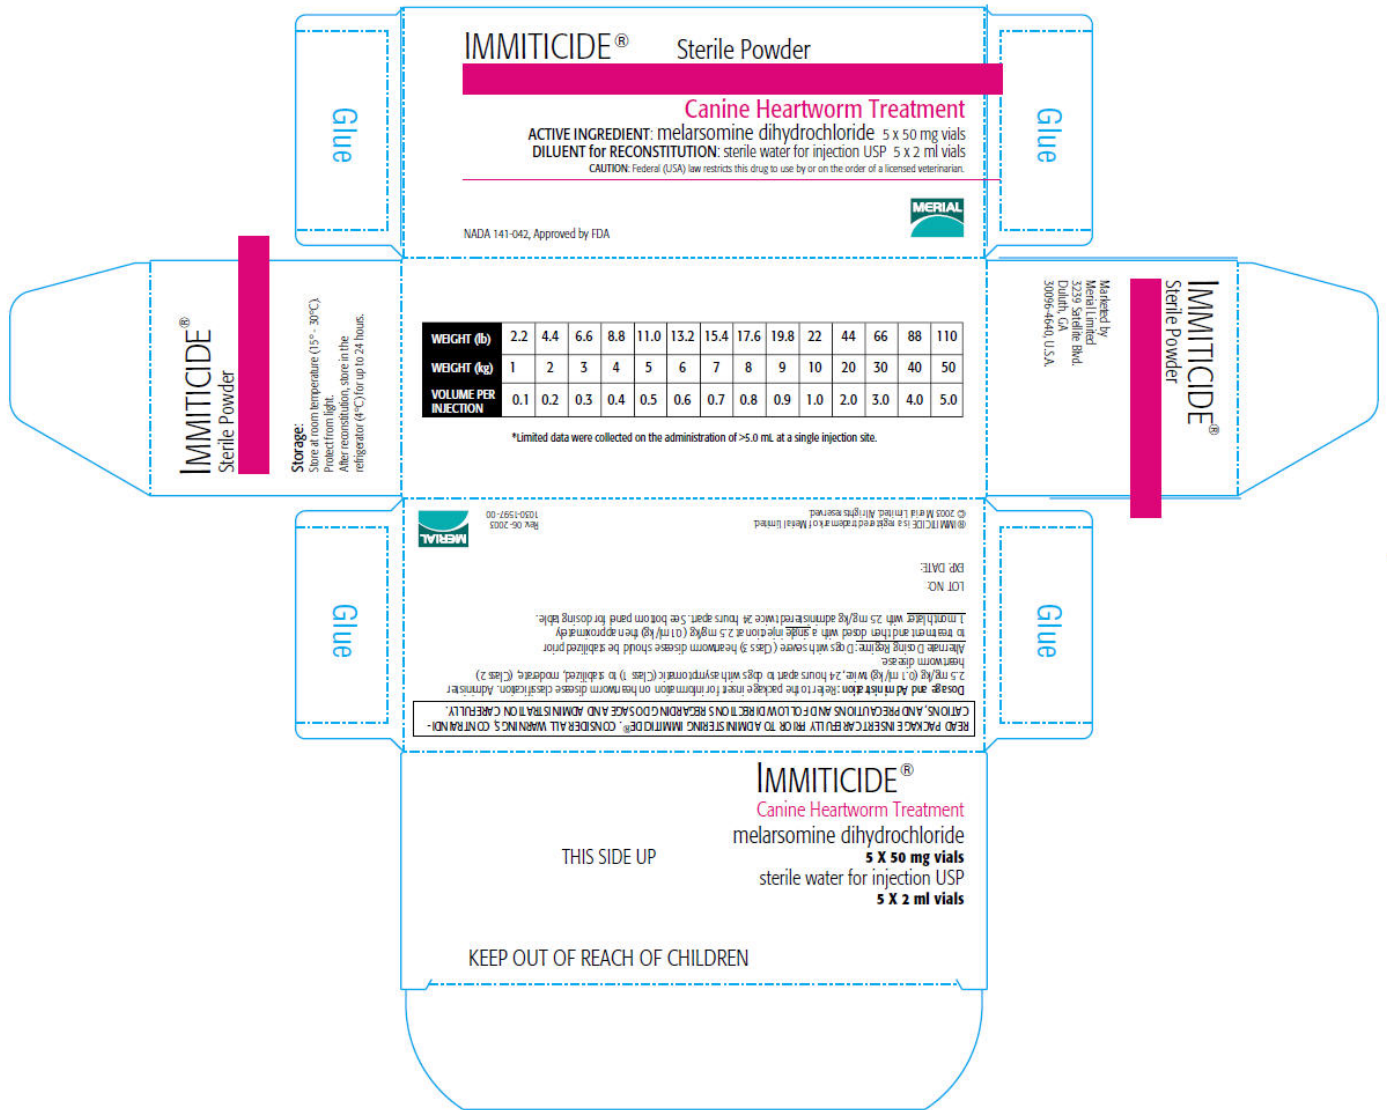 IMMITICIDE® Sterile Powder
Canine Heartworm Treatment
ACTIVE INGREDIENT: melarsomine dihydrochloride 5 x 50 mg vials
DILUENT for RECONSTITUTION: sterile water for injection USP 5 x 2 ml vials
CAUTION: Federal (USA) law restricts this drug to use by or on the order of a licensed veterinarian.
MERIAL
NADA 141-042, Approved by FDA
Glue
Glue
IMMITICIDE®
Sterile Powder
Storage:
Store at room temperature (15° - 30°C).
Protect from light.
After reconstitution, store in the
refrigerator (4°C) for up to 24 hours.
WEIGHT (lb) 2.2 4.4 6.6 8.8 11.0 13.2 15.4 17.6 19.8 22 44 66 88 110
WEIGHT (kg) 1 2 3 4 5 6 7 8 9 10 20 30 40 50
VOLUME PER
INJECTION 0.1 0.2 0.3 0.4 0.5 0.6 0.7 0.8 0.9 1.0 2.0 3.0 4.0 5.0
*Limited data were collected on the administration of >5.0 mL at a single injection site.
IMMITICIDE®
Sterile Powder
Marketed by
Merial Limited
3239 Satellite Blvd.
Duluth, GA
30096-4640, U.S.A.
READ PACKAGE INSERT CAREFULLY PRIOR TO ADMINISTERING IMMITICIDE®. CONSIDER ALL WARNINGS, CONTRAINDI-
CATIONS, AND PRECAUTIONS AND FOLLOW DIRECTIONS REGARDING DOSAGE AND ADMINISTRATION CAREFULLY.
Dosage and Administration: Refer to the package insert for information on heartworm disease classification. Administer
2.5 mg/kg (0.1 ml/kg) twice, 24 hours apart to dogs with asymptomatic (Class 1) to stabilized, moderate, (Class 2)
heartworm disease.
Alternate Dosing Regime: Dogs with severe (Class 3) heartworm disease should be stabilized prior
to treatment and then dosed with a single injection at 2.5 mg/kg (0.1 ml/kg) then approximately
1 month later with 2.5 mg/kg administered twice 24 hours apart. See bottom panel for dosing table.
LOT NO:
EXP. DATE:
® IMMITICIDE is a registered trademark of Merial Limited.
© 2003 Merial Limited. All rights reserved.
Rev. 06-2003
1030-1597-00
MERIAL
Glue
Glue
IMMITICIDE®
Canine Heartworm Treatment
melarsomine dihydrochloride
5 X 50 mg vials
sterile water for injection USP
5 X 2 ml vials
THIS SIDE UP
KEEP OUT OF REACH OF CHILDREN